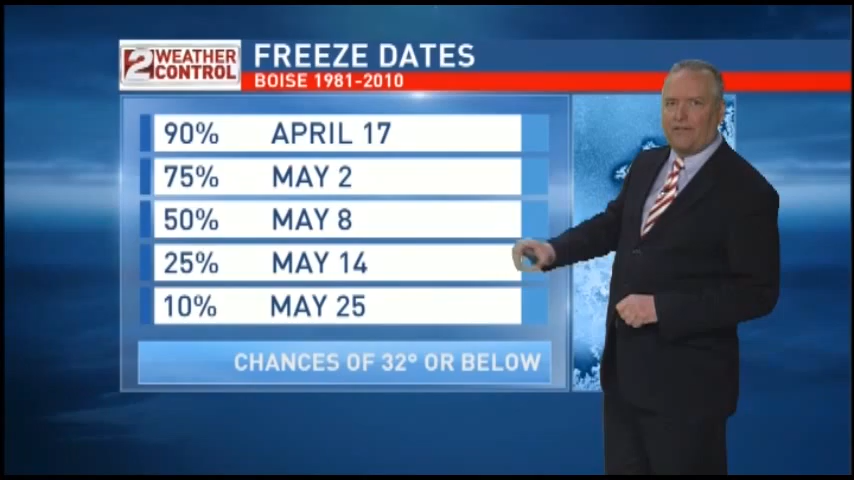 2 WEATHER CONTROL
FREEZE DATES
BOISE 1981-2010
90% APRIL 17
75% MAY 2
50% MAY 8
25% MAY 14
10% MAY 25
CHANCES OF 32° OR BELOW